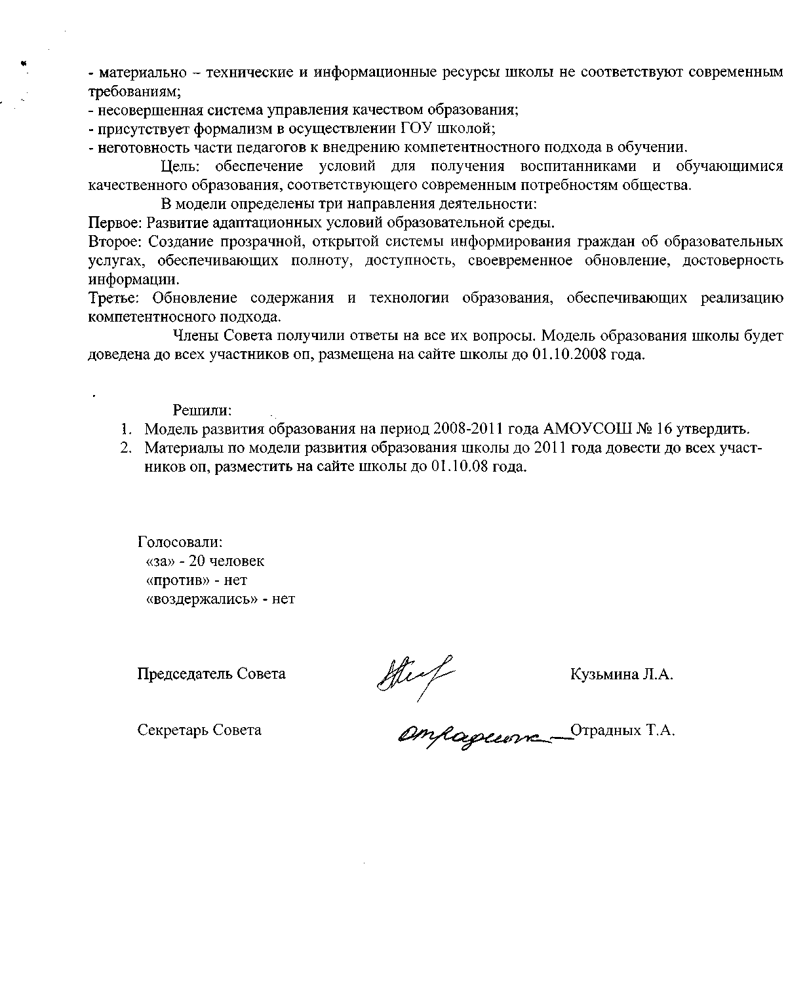 - материально – технические и информационные ресурсы школы не соответствуют современным
требованиям;
- несовершенная система управления качеством образования;
- присутствует формализм в осуществлении ГОУ школой;
- неготовность части педагогов к внедрению компетентностного подхода в обучении.
Цель: обеспечение условий для получения воспитанниками и обучающимися
качественного образования, соответствующего современным потребностям общества.
В модели определены три направления деятельности:
Первое: Развитие адаптационных условий образовательной среды.
Второе: Создание прозрачной, открытой системы информирования граждан об образовательных
услугах, обеспечивающих полноту, доступность, своевременное обновление, достоверность
информации.
Третье: Обновление содержания и технологии образования, обеспечивающих реализацию
компетентносного подхода.
Члены Совета получили ответы на все их вопросы. Модель образования школы будет
доведена до всех участников оп, размещена на сайте школы до 01.10.2008 года.
Решили:
1. Модель развития образования на период 2008-2011 года АМОУСОШ № 16 утвердить.
2. Материалы по модели развития образования школы до 2011 года довести до всех участ-
ников оп, разместить на сайте школы до 01.10.08 года.
Голосовали:
«за» - 20 человек
«против» - нет
«воздержались» - нет
Председатель Совета Кузьмина Л.А.
Секретарь Совета Отрадных Т.А.